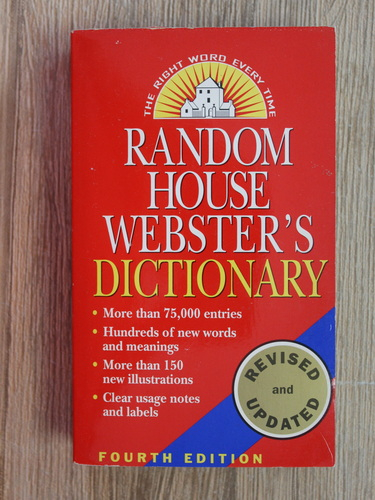 THE RIGHT WORD EVERY TIME
RANDOM
HOUSE
WEBSTER'S
DICTIONARY
• More than 75,000 entries
• Hundreds of new words
and meanings
• More than 150
new illustrations
• Clear usage notes
and labels
REVISED
and
UPDATED
FOURTH EDITION